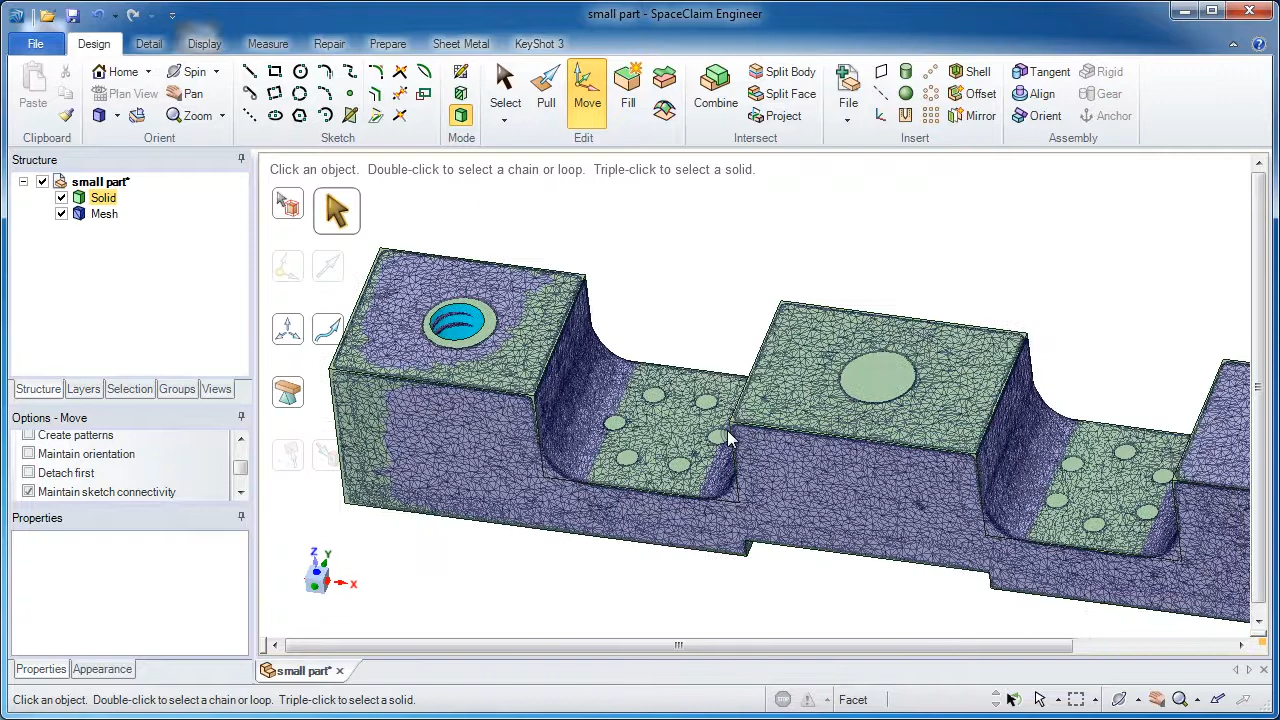 small part - SpaceClaim Engineer
File Design Detail Display Measure Repair Prepare Sheet Metal KeyShot 3
Paste
Home Spin
Plan View Pan
Zoom
Select Pull Move Fill
Combine
Split Body
Split Face
Project
File
Shell
Offset
Mirror
Tangent Rigid
Align Gear
Orient Anchor
Clipboard Orient Sketch Mode Edit Intersect Insert Assembly
Structure
small part*
Solid
Mesh
Structure Layers Selection Groups Views
Options - Move
Create patterns
Maintain orientation
Detach first
Maintain sketch connectivity
Properties
Properties Appearance
Click an object. Double-click to select a chain or loop. Triple-click to select a solid.
Z
Y
X
small part*
Click an object. Double-click to select a chain or loop. Triple-click to select a solid.
Facet